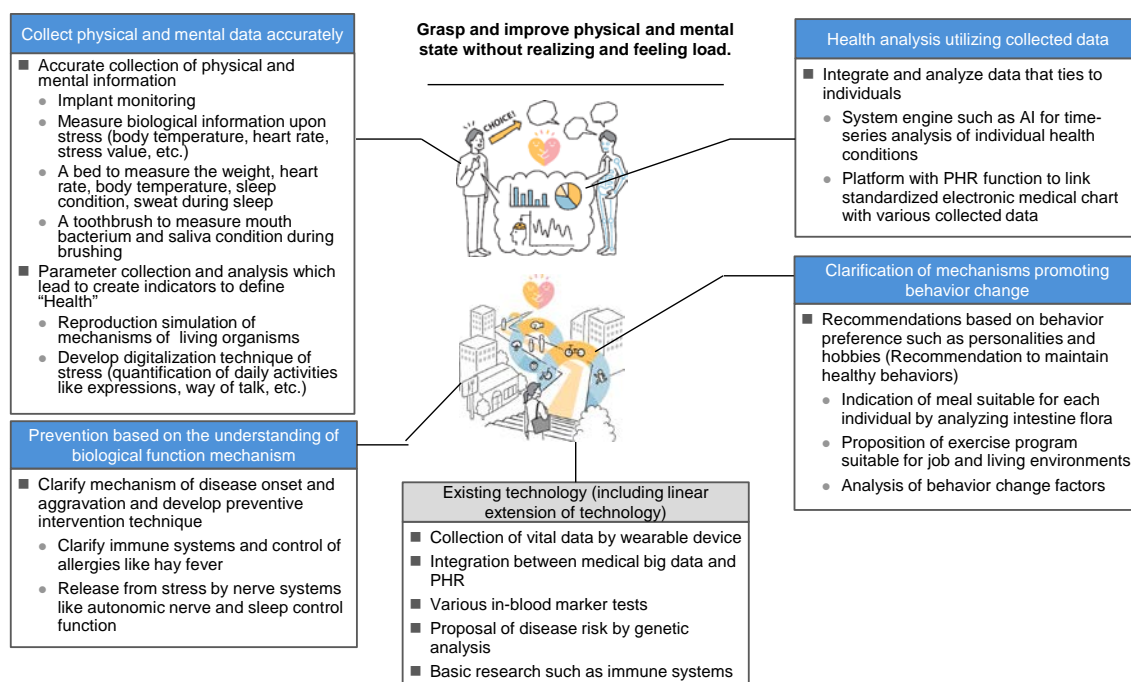 Collect physical and mental data accurately
■ Accurate collection of physical and
mental information
● Implant monitoring
● Measure biological information upon
stress (body temperature, heart rate,
stress value, etc.)
● A bed to measure the weight, heart
rate, body temperature, sleep
condition, sweat during sleep
● A toothbrush to measure mouth
bacterium and saliva condition during
brushing
■ Parameter collection and analysis which
lead to create indicators to define
“Health”
● Reproduction simulation of
mechanisms of living organisms
● Develop digitalization technique of
stress (quantification of daily activities
like expressions, way of talk, etc.)
Grasp and improve physical and mental
state without realizing and feeling load.
CHOICE!
Health analysis utilizing collected data
■ Integrate and analyze data that ties to
individuals
● System engine such as AI for time-
series analysis of individual health
conditions
● Platform with PHR function to link
standardized electronic medical chart
with various collected data
Clarification of mechanisms promoting
behavior change
■ Recommendations based on behavior
preference such as personalities and
hobbies (Recommendation to maintain
healthy behaviors)
● Indication of meal suitable for each
individual by analyzing intestine flora
● Proposition of exercise program
suitable for job and living environments
● Analysis of behavior change factors
Prevention based on the understanding of
biological function mechanism
■ Clarify mechanism of disease onset and
aggravation and develop preventive
intervention technique
● Clarify immune systems and control of
allergies like hay fever
● Release from stress by nerve systems
like autonomic nerve and sleep control
function
Existing technology (including linear
extension of technology)
■ Collection of vital data by wearable device
■ Integration between medical big data and
PHR
■ Various in-blood marker tests
■ Proposal of disease risk by genetic
analysis
■ Basic research such as immune systems